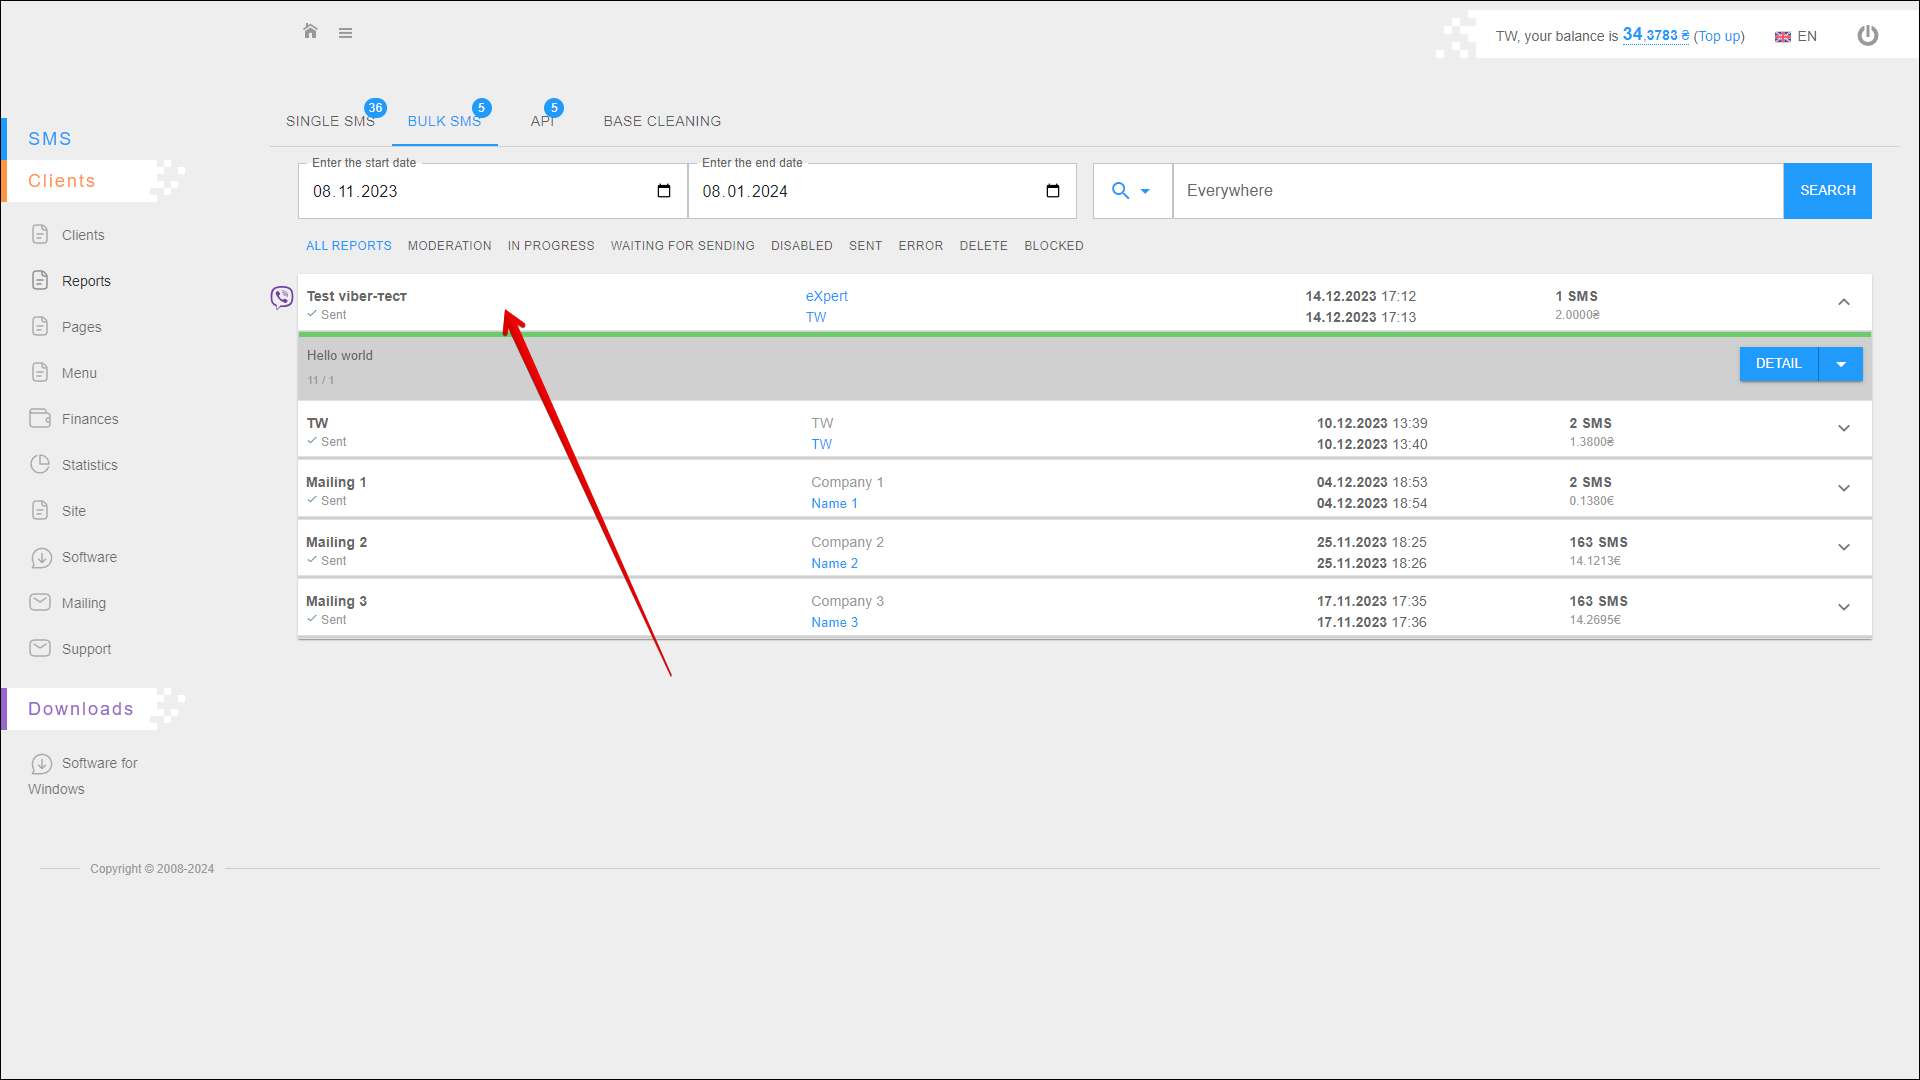 TW, your balance is 34,3783 ₴ (Top up) EN
SINGLE SMS 36 BULK SMS 5 API 5 BASE CLEANING
SMS
Clients
Clients
Reports
Pages
Menu
Finances
Statistics
Site
Software
Mailing
Support
Downloads
Software for
Windows
Enter the start date
08.11.2023
Enter the end date
08.01.2024
Everywhere
SEARCH
ALL REPORTS MODERATION IN PROGRESS WAITING FOR SENDING DISABLED SENT ERROR DELETE BLOCKED
Test viber-тест eXpert 14.12.2023 17:12 1 SMS
Sent TW 14.12.2023 17:13 2.0000₴
Hello world
11 / 1
DETAIL
TW TW 10.12.2023 13:39 2 SMS
Sent TW 10.12.2023 13:40 1.3800₴
Mailing 1 Company 1 04.12.2023 18:53 2 SMS
Sent Name 1 04.12.2023 18:54 0.1380€
Mailing 2 Company 2 25.11.2023 18:25 163 SMS
Sent Name 2 25.11.2023 18:26 14.1213€
Mailing 3 Company 3 17.11.2023 17:35 163 SMS
Sent Name 3 17.11.2023 17:36 14.2695€
Copyright © 2008-2024